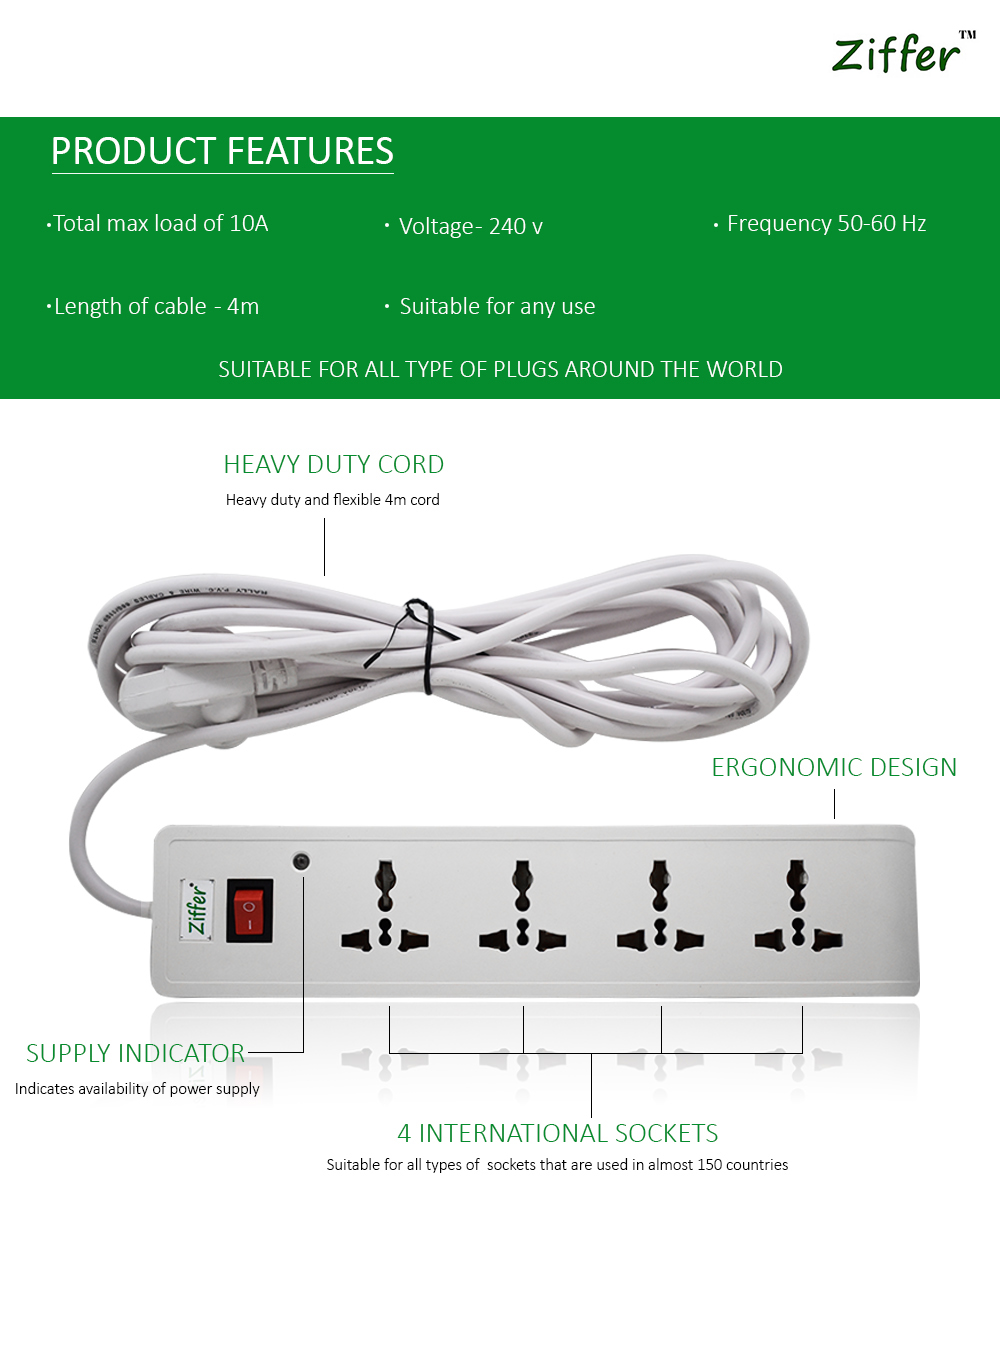 Ziffer™
PRODUCT FEATURES
•Total max load of 10A
• Voltage- 240 v
• Frequency 50-60 Hz
•Length of cable - 4m
• Suitable for any use
SUITABLE FOR ALL TYPE OF PLUGS AROUND THE WORLD
HEAVY DUTY CORD
Heavy duty and flexible 4m cord
RALLY P.V.C. WIRE & CABLES
ERGONOMIC DESIGN
Ziffer
SUPPLY INDICATOR
Indicates availability of power supply
4 INTERNATIONAL SOCKETS
Suitable for all types of sockets that are used in almost 150 countries